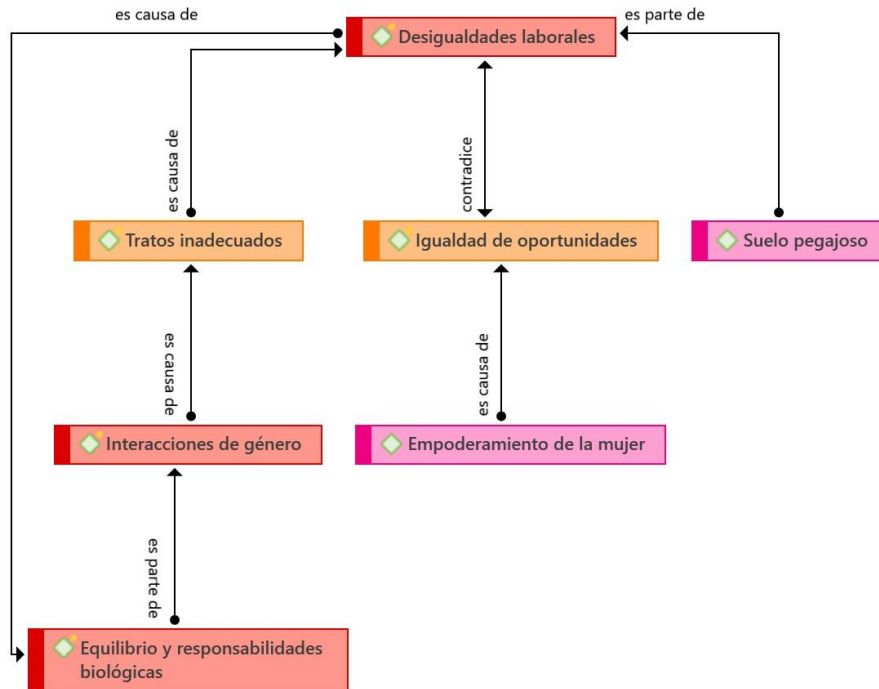 es causa de
es parte de
Desigualdades laborales
es causa de
contradice
Tratos inadecuados
Igualdad de oportunidades
Suelo pegajoso
es causa de
es causa de
Interacciones de género
Empoderamiento de la mujer
es parte de
Equilibrio y responsabilidades
biológicas